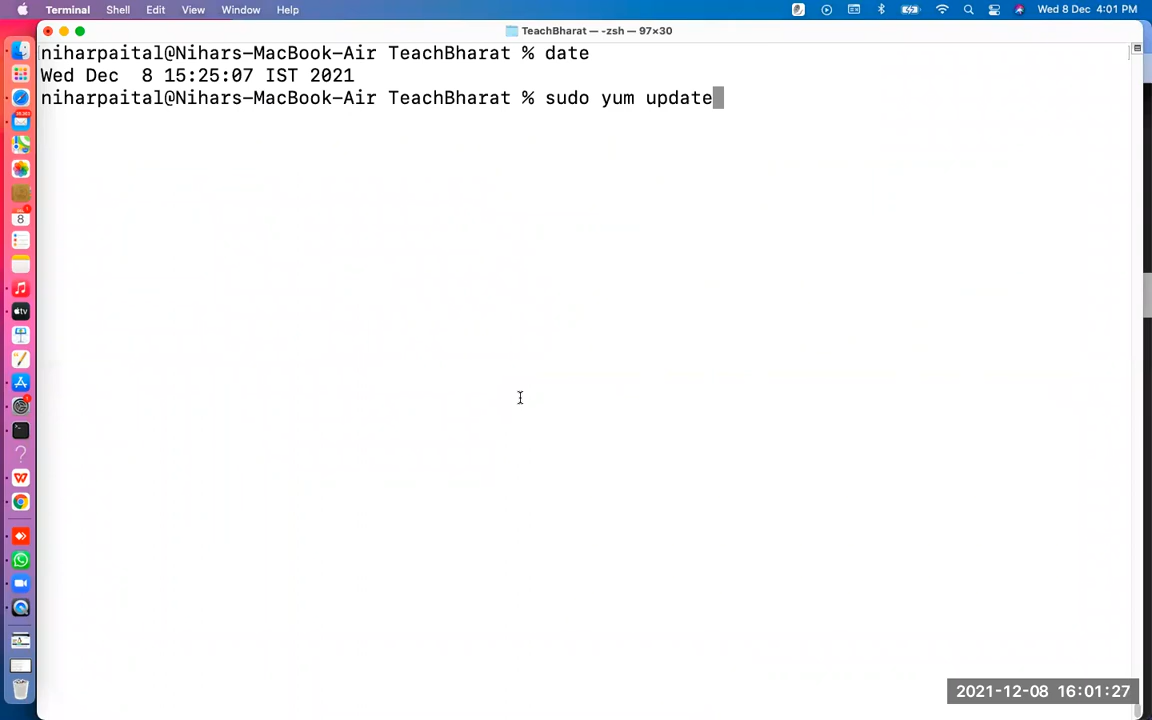 Terminal Shell Edit View Window Help Wed 8 Dec 4:01 PM
TeachBharat — -zsh — 97×30
niharpaital@Nihars-MacBook-Air TeachBharat % date
Wed Dec  8 15:25:07 IST 2021
niharpaital@Nihars-MacBook-Air TeachBharat % sudo yum update
8
tv
2021-12-08 16:01:27